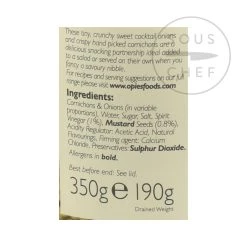 SOUS
CHEF
These tiny, crunchy sweet cocktail onions
and crispy hand picked cornichons are a
delicious snacking partnership ideal added
to a salad or served on their own when you
fancy a savoury nibble.
For recipes and serving suggestions on our full
range www.opiesfoods.com
Ingredients:
Cornichons & Onions (in variable
proportions), Water, Sugar, Salt, Spirit
Vinegar (1%), Mustard Seeds (0.8%),
Acidity Regulator: Acetic Acid, Natural
Flavourings, Firming agent: Calcium
Chloride, Preservatives: Sulphur Dioxide.
Allergens in bold.
Best before end: See lid.
350g e 190g
Drained Weight